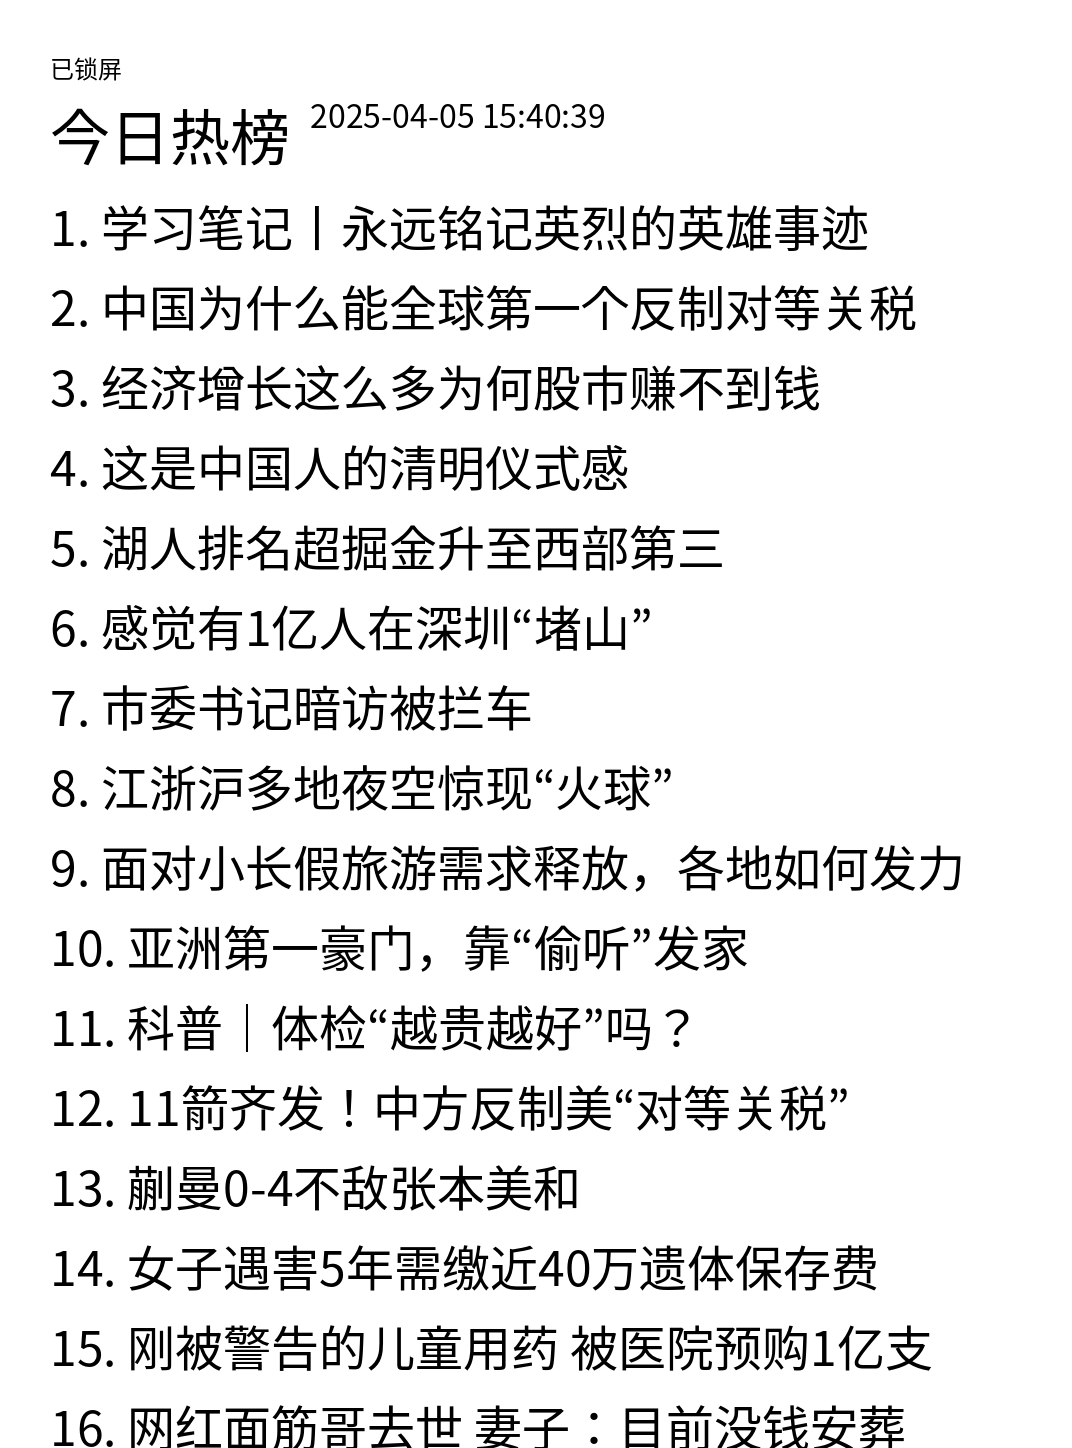 已锁屏
今日热榜 2025-04-05 15:40:39
1. 学习笔记丨永远铭记英烈的英雄事迹
2. 中国为什么能全球第一个反制对等关税
3. 经济增长这么多为何股市赚不到钱
4. 这是中国人的清明仪式感
5. 湖人排名超掘金升至西部第三
6. 感觉有1亿人在深圳“堵山”
7. 市委书记暗访被拦车
8. 江浙沪多地夜空惊现“火球”
9. 面对小长假旅游需求释放，各地如何发力
10. 亚洲第一豪门，靠“偷听”发家
11. 科普｜体检“越贵越好”吗？
12. 11箭齐发！中方反制美“对等关税”
13. 蒯曼0-4不敌张本美和
14. 女子遇害5年需缴近40万遗体保存费
15. 刚被警告的儿童用药 被医院预购1亿支
16. 网红面筋哥去世 妻子：目前没钱安葬